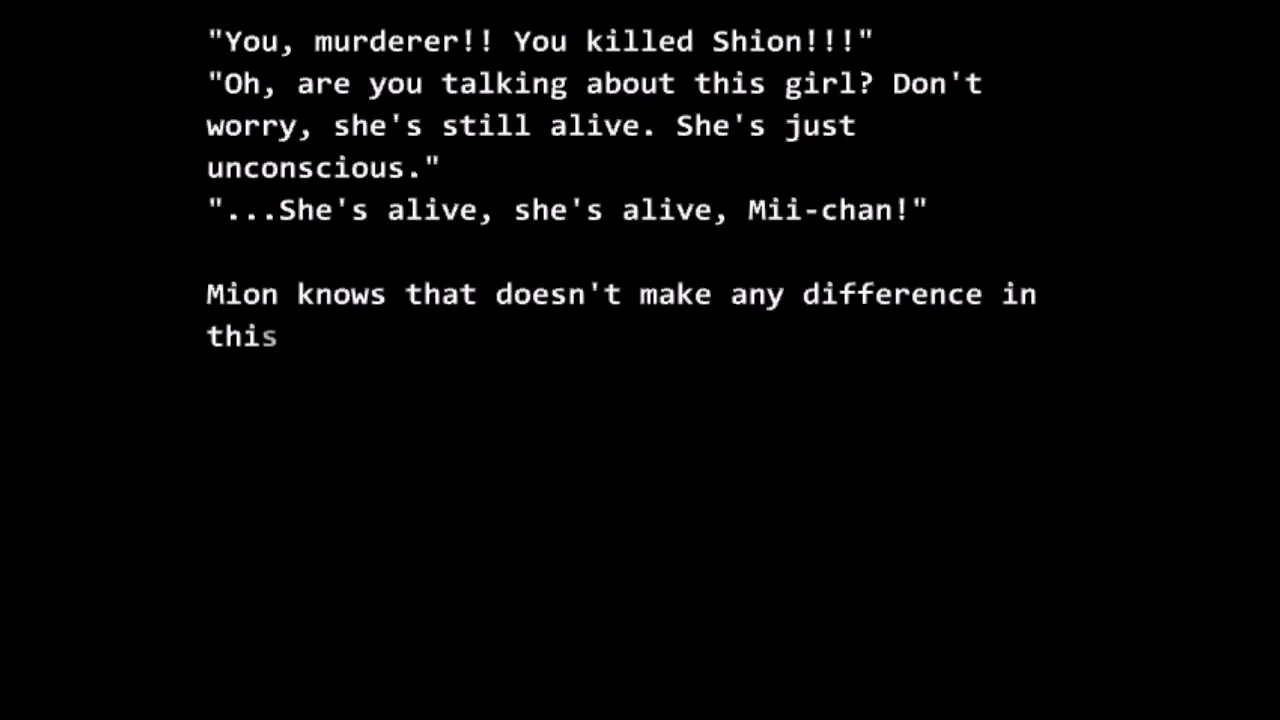 "You, murderer!! You killed Shion!!!"
"Oh, are you talking about this girl? Don't
worry, she's still alive. She's just
unconscious."
"...She's alive, she's alive, Mii-chan!"
Mion knows that doesn't make any difference in
this